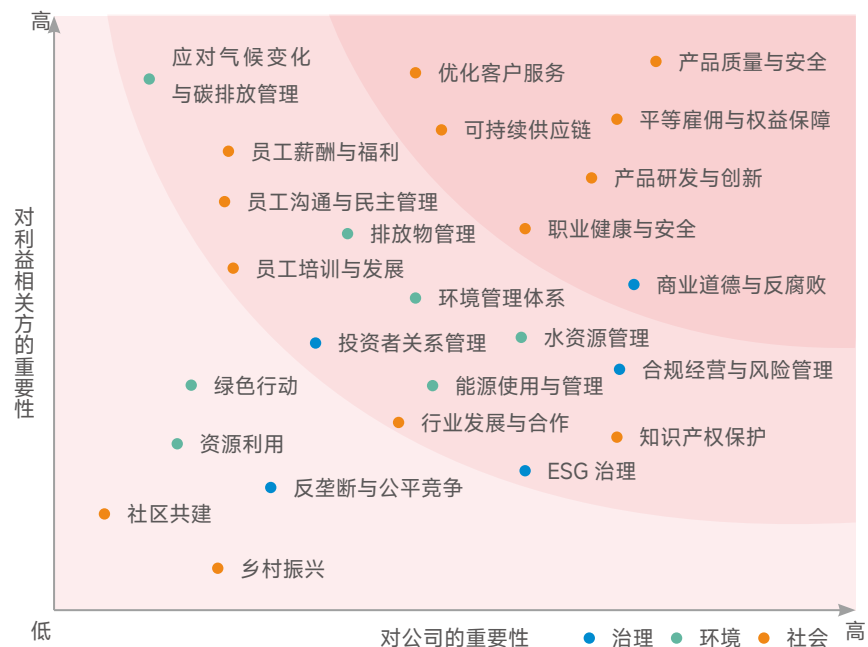 高
应对气候变化
与碳排放管理
优化客户服务
产品质量与安全
可持续供应链
平等雇佣与权益保障
员工薪酬与福利
产品研发与创新
员工沟通与民主管理
排放物管理
职业健康与安全
员工培训与发展
商业道德与反腐败
环境管理体系
投资者关系管理
水资源管理
合规经营与风险管理
绿色行动
能源使用与管理
行业发展与合作
知识产权保护
资源利用
ESG 治理
反垄断与公平竞争
社区共建
乡村振兴
对利益相关方的重要性
低
对公司的重要性
治理
环境
社会
高